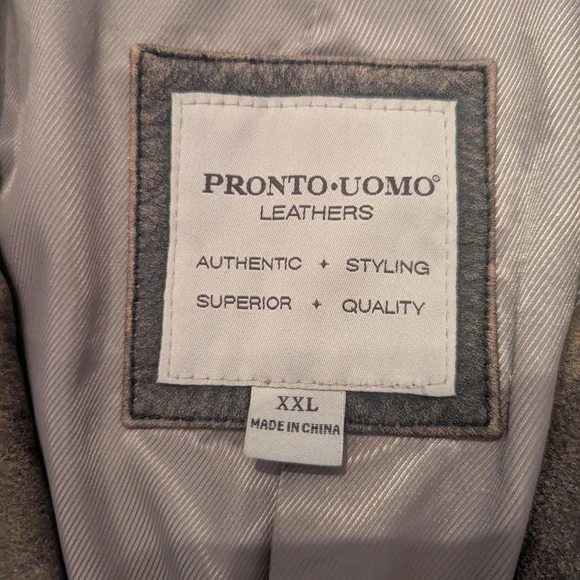 PRONTO•UOMO®
LEATHERS
AUTHENTIC ✦ STYLING
SUPERIOR ✦ QUALITY
XXL
MADE IN CHINA